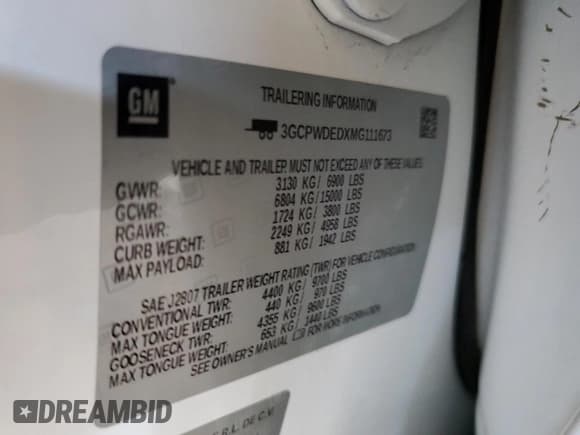 GM
TRAILERING INFORMATION
3GCPWDEDXMG111673
VEHICLE AND TRAILER MUST NOT EXCEED ANY OF THESE VALUES
GVWR: 3130 KG/ 6900 LBS
GCWR: 6804 KG/15000 LBS
RGAWR: 1724 KG/ 3800 LBS
CURB WEIGHT: 2249 KG/ 4958 LBS
MAX PAYLOAD: 881 KG/ 1942 LBS
SAE J2807 TRAILER WEIGHT RATING (TWR) FOR VEHICLE CONFIGURATION
CONVENTIONAL TWR: 4400 KG/ 9700 LBS
MAX TONGUE WEIGHT: 440 KG/ 970 LBS
GOOSENECK TWR: 4355 KG/ 9600 LBS
MAX TONGUE WEIGHT: 653 KG/ 1440 LBS
SEE OWNER'S MANUAL FOR MORE INFORMATION
R.L. DE C.V.
DREAMBID